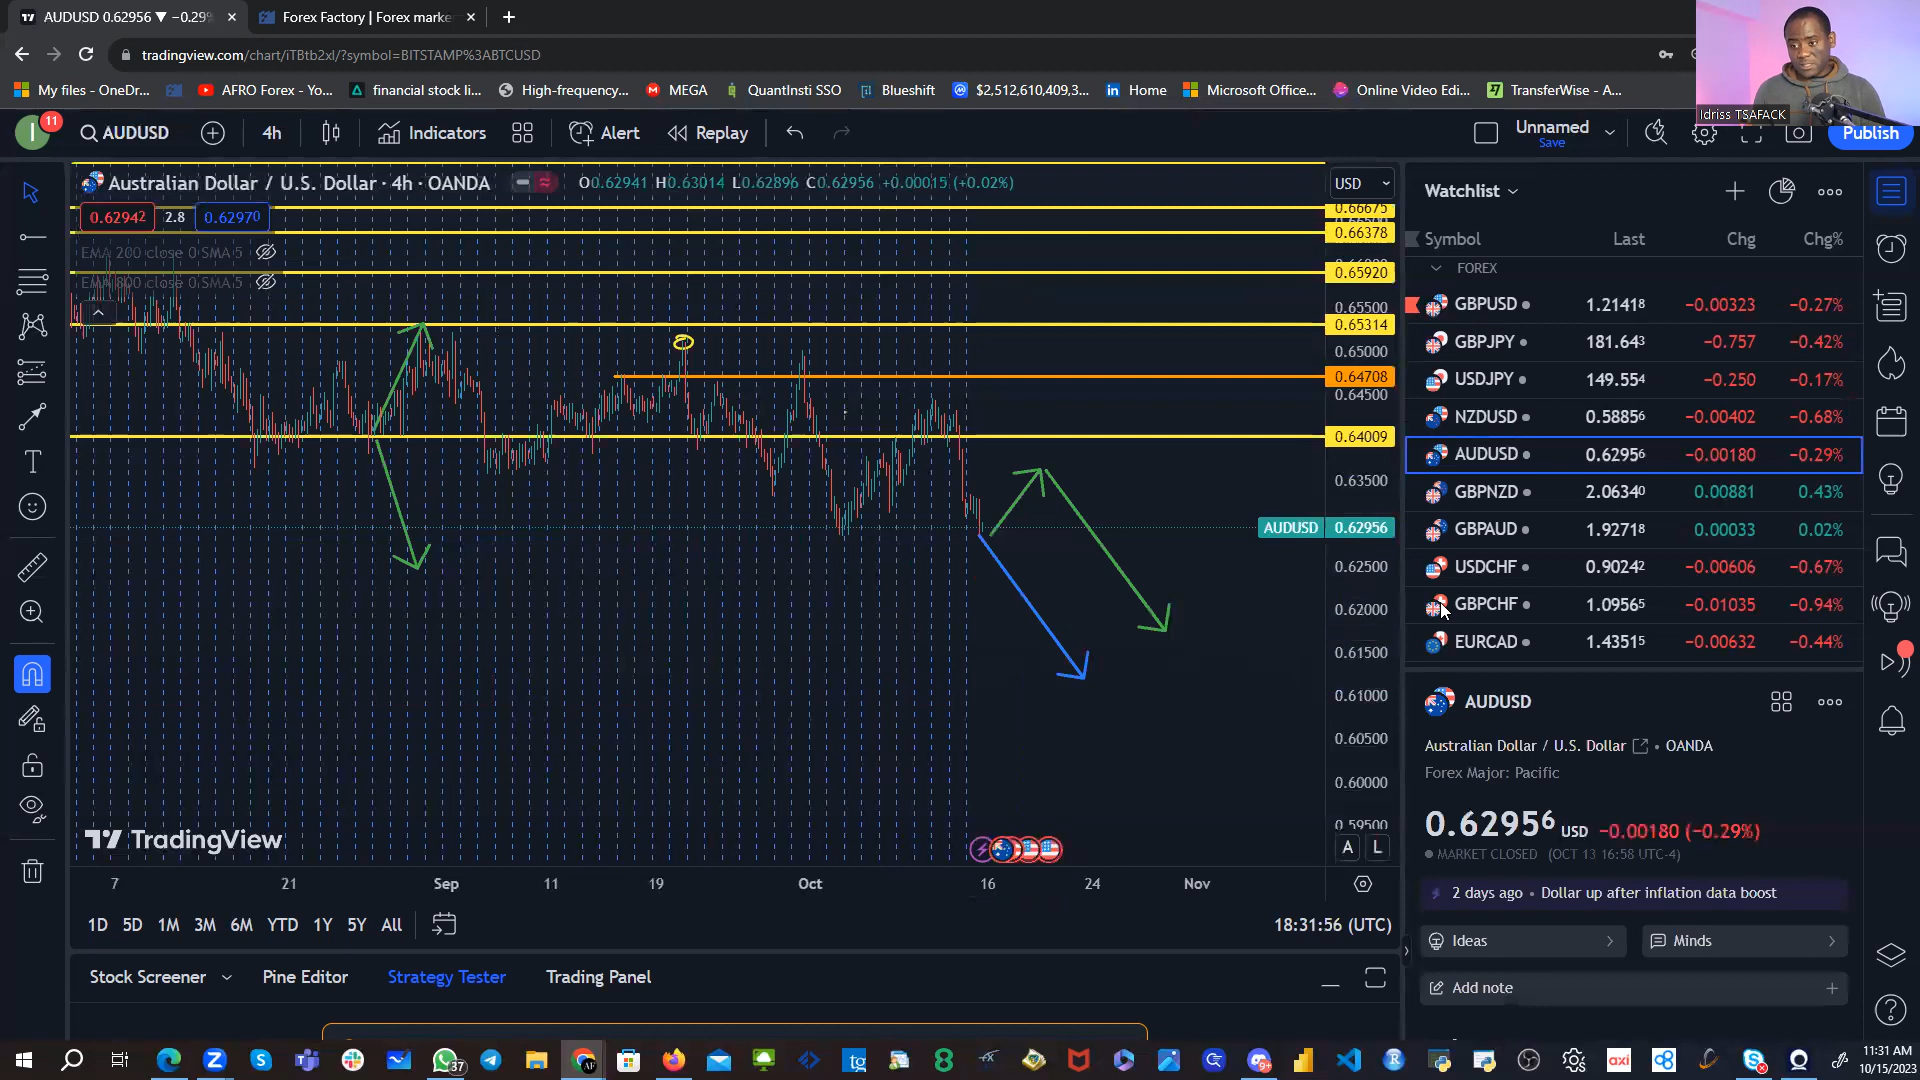 AUDUSD 0.62956 ▼ −0.29%
Forex Factory | Forex marke
tradingview.com/chart/iTBtb2xl/?symbol=BITSTAMP%3ABTCUSD
My files - OneDr...
AFRO Forex - Yo...
financial stock li...
High-frequency...
MEGA
QuantInsti SSO
Blueshift
$2,512,610,409,3...
Home
Microsoft Office...
Online Video Edi...
TransferWise - A...
Idriss TSAFACK
I
11
AUDUSD
4h
Indicators
Alert
Replay
Unnamed
Save
Publish
Australian Dollar / U.S. Dollar · 4h · OANDA
O0.62941 H0.63014 L0.62896 C0.62956 +0.00015 (+0.02%)
USD
0.62942 2.8 0.62970
EMA 200 close 0 SMA 5
EMA 800 close 0 SMA 5
0.66675
0.66378
0.65920
0.65500
0.65314
0.65000
0.64708
0.64500
0.64009
0.63500
AUDUSD 0.62956
0.62500
0.62000
0.61500
0.61000
0.60500
0.60000
0.59500
A L
TradingView
7 21 Sep 11 19 Oct 16 24 Nov
1D 5D 1M 3M 6M YTD 1Y 5Y All
18:31:56 (UTC)
Stock Screener
Pine Editor
Strategy Tester
Trading Panel
Watchlist
Symbol Last Chg Chg%
FOREX
GBPUSD 1.21418 −0.00323 −0.27%
GBPJPY 181.643 −0.757 −0.42%
USDJPY 149.554 −0.250 −0.17%
NZDUSD 0.58856 −0.00402 −0.68%
AUDUSD 0.62956 −0.00180 −0.29%
GBPNZD 2.06340 0.00881 0.43%
GBPAUD 1.92718 0.00033 0.02%
USDCHF 0.90242 −0.00606 −0.67%
GBPCHF 1.09565 −0.01035 −0.94%
EURCAD 1.43515 −0.00632 −0.44%
AUDUSD
Australian Dollar / U.S. Dollar • OANDA
Forex Major: Pacific
0.62956 USD −0.00180 (−0.29%)
MARKET CLOSED (OCT 13 16:58 UTC-4)
2 days ago • Dollar up after inflation data boost
Ideas
Minds
Add note
37
9+
tg
axi
11:31 AM
10/15/2023